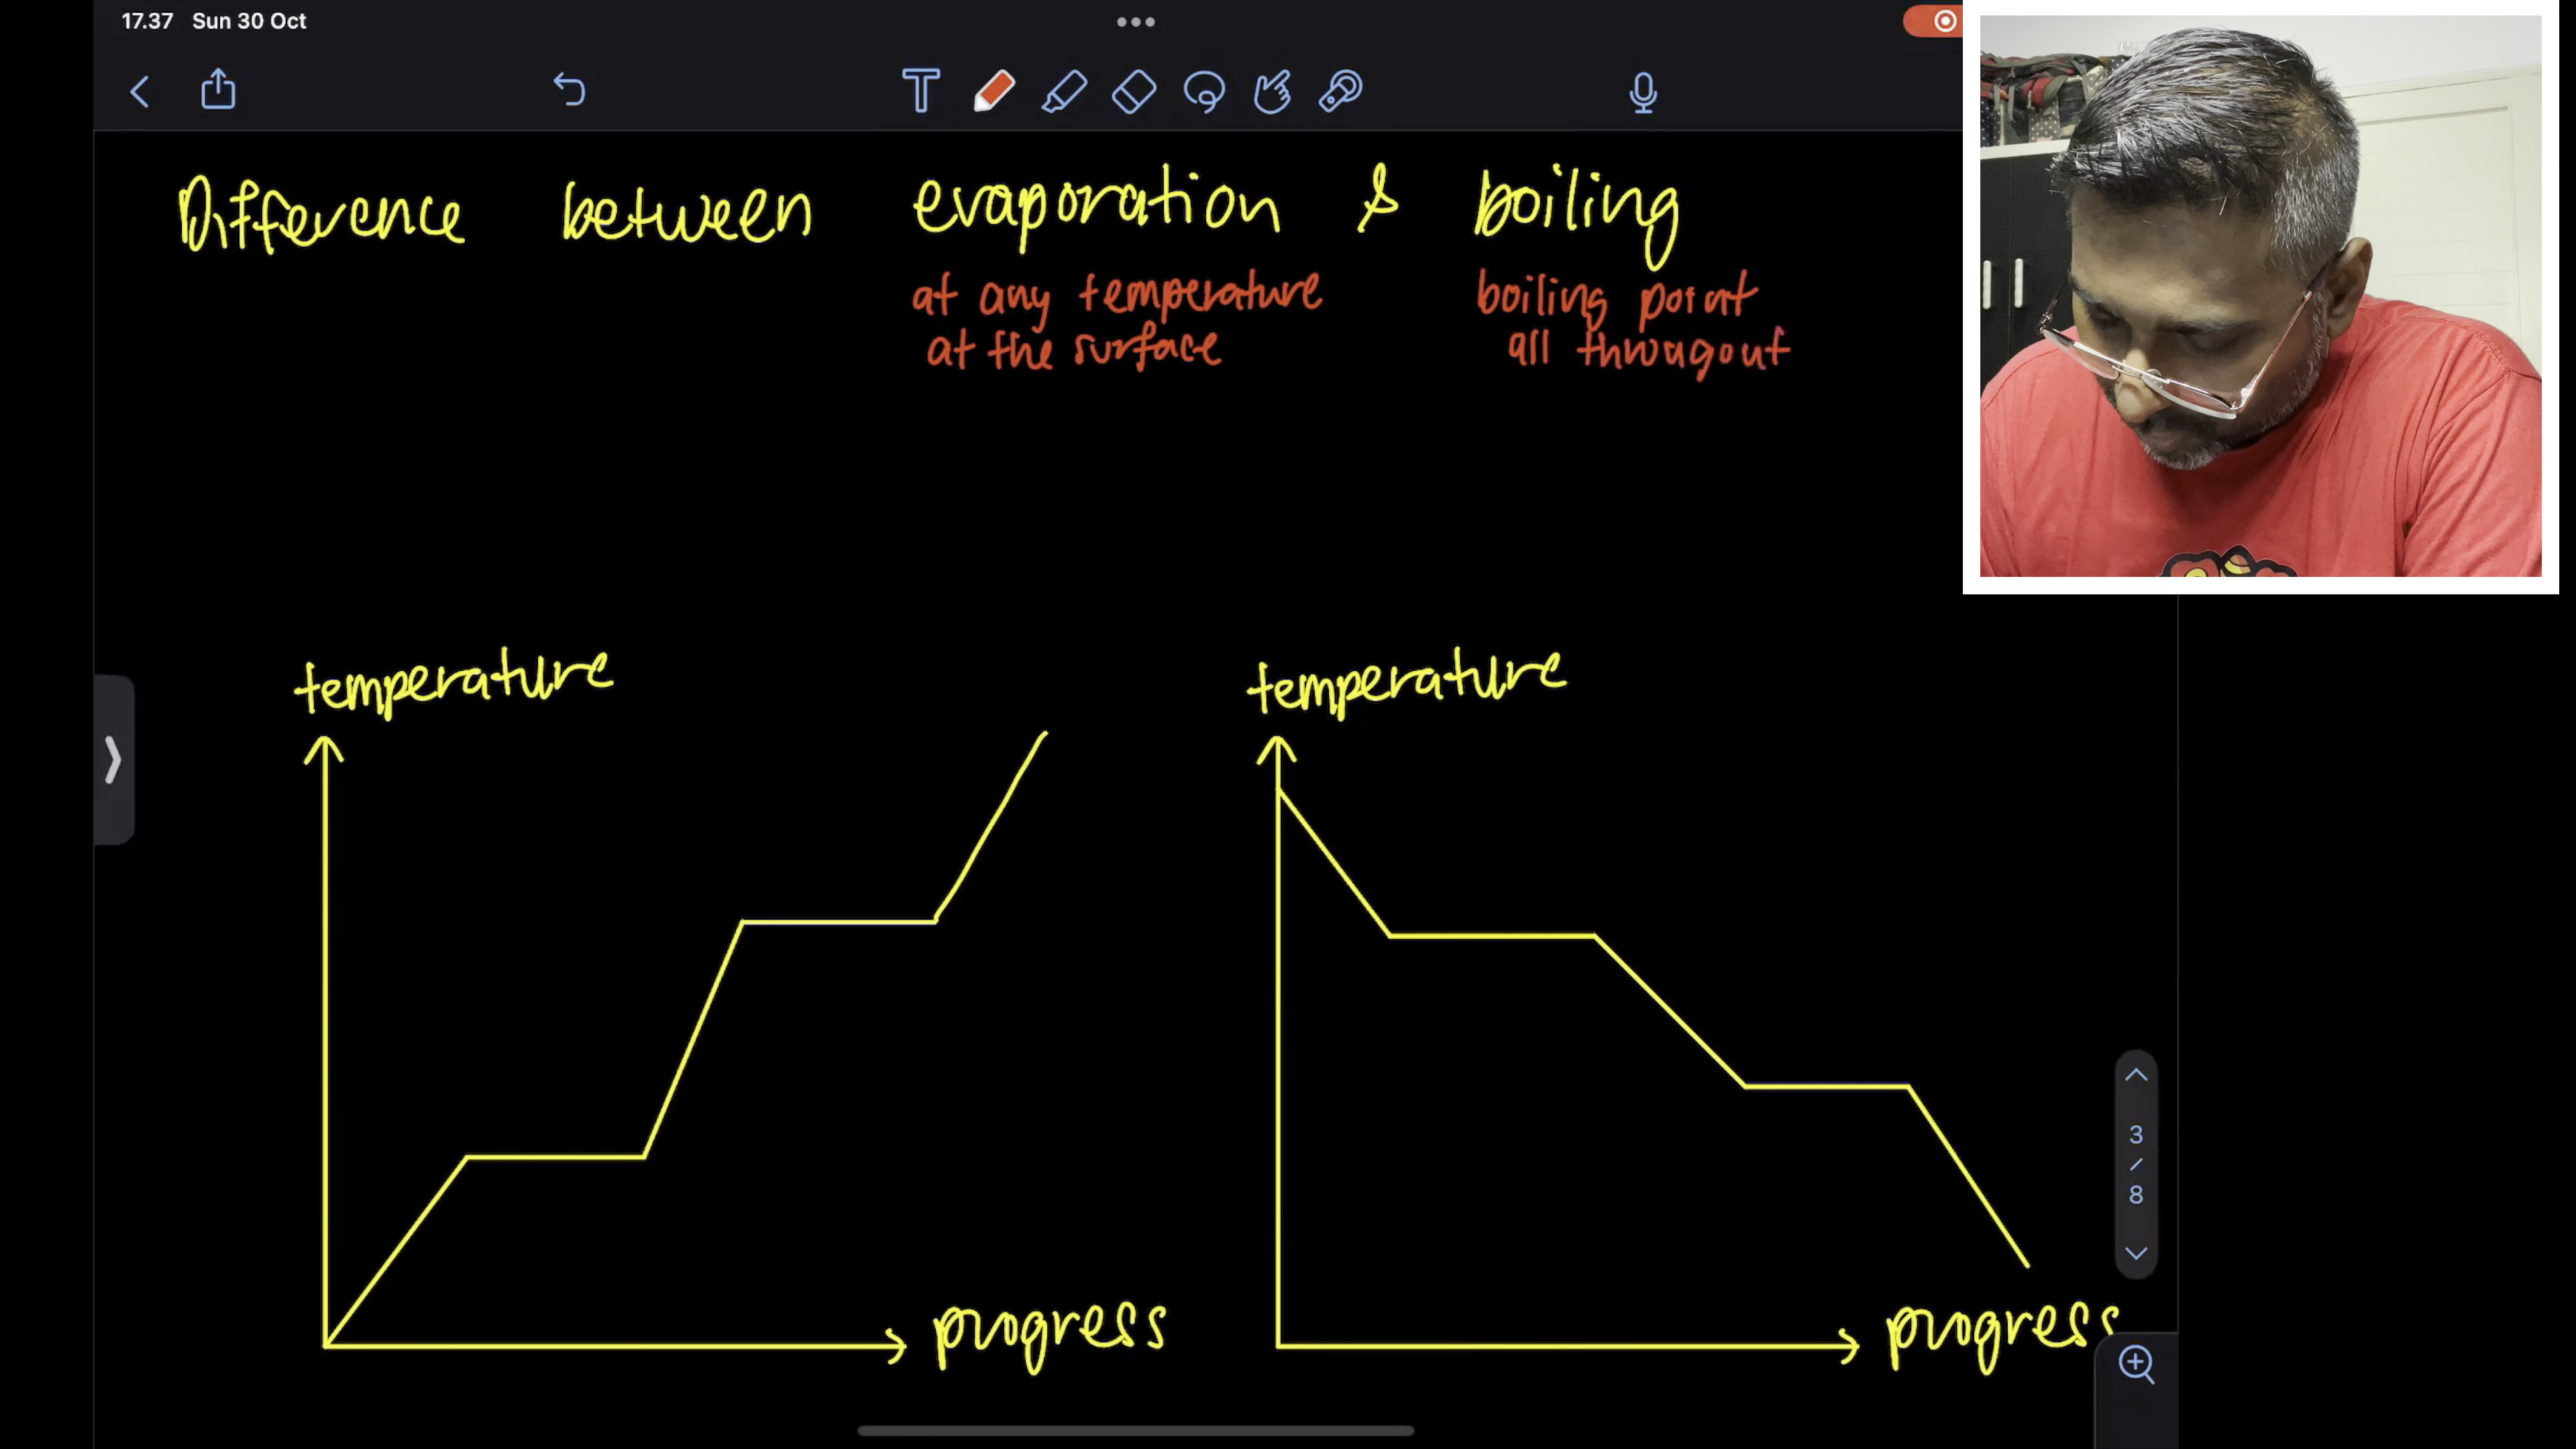 17.37 Sun 30 Oct
Difference between evaporation & boiling
at any temperature
at the surface
boiling point
all througout
temperature
progress
temperature
progress
3
/
8